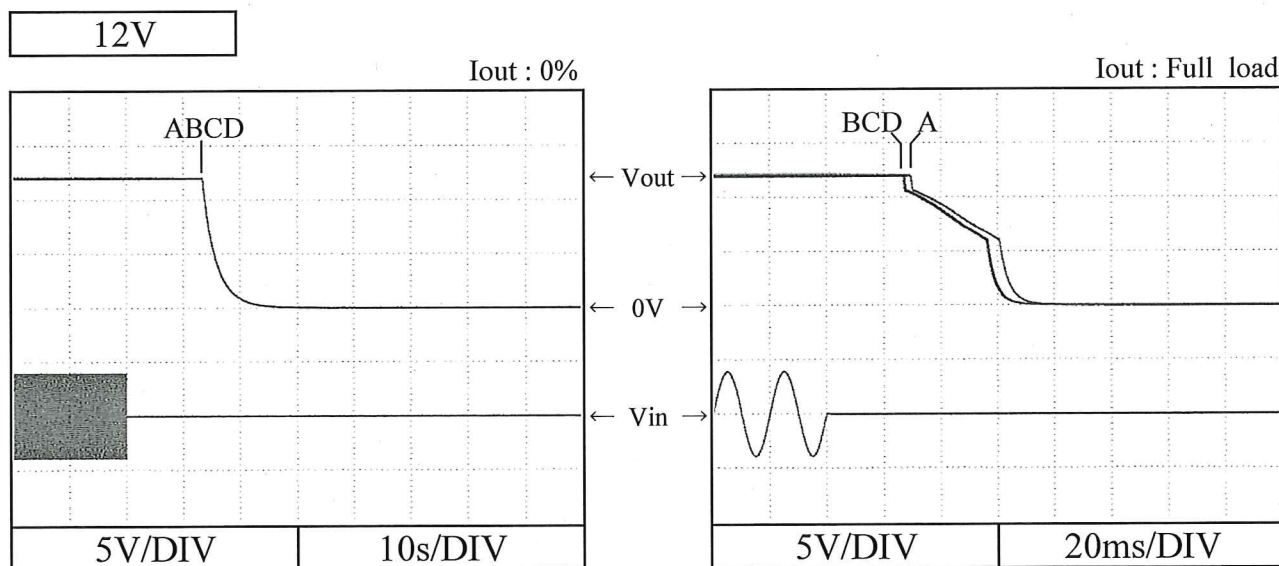 12V
Iout : 0%
Iout : Full load
ABCD
BCD A
← Vout →
← 0V →
← Vin →
5V/DIV 10s/DIV
5V/DIV 20ms/DIV